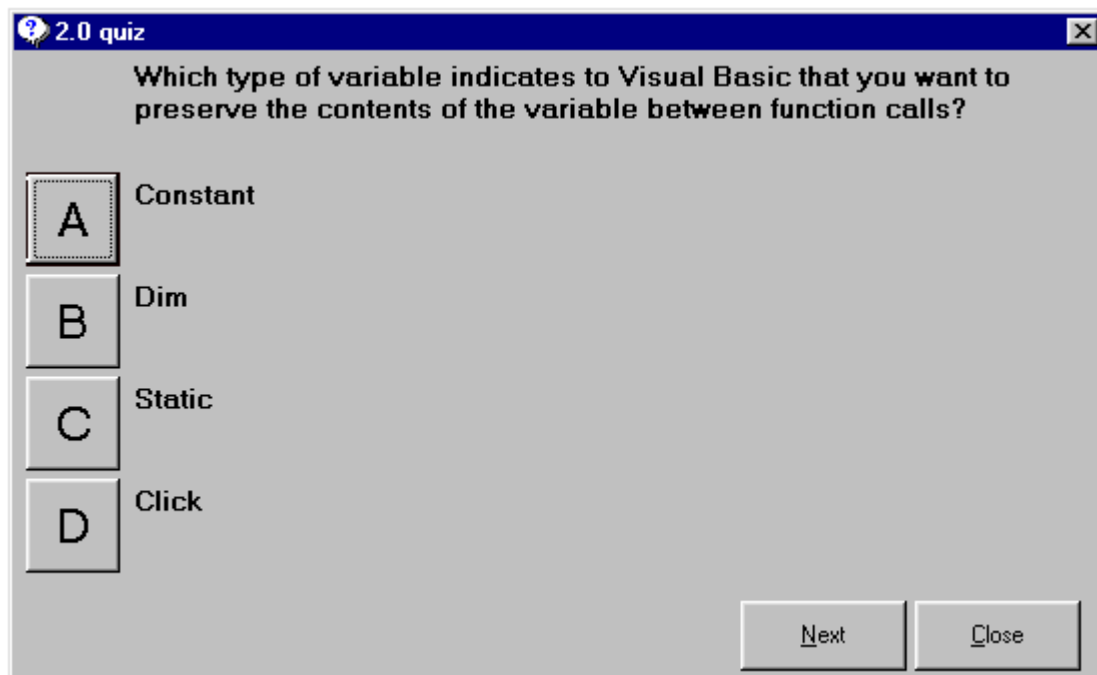 2.0 quiz
Which type of variable indicates to Visual Basic that you want to
preserve the contents of the variable between function calls?
A Constant
B Dim
C Static
D Click
Next Close